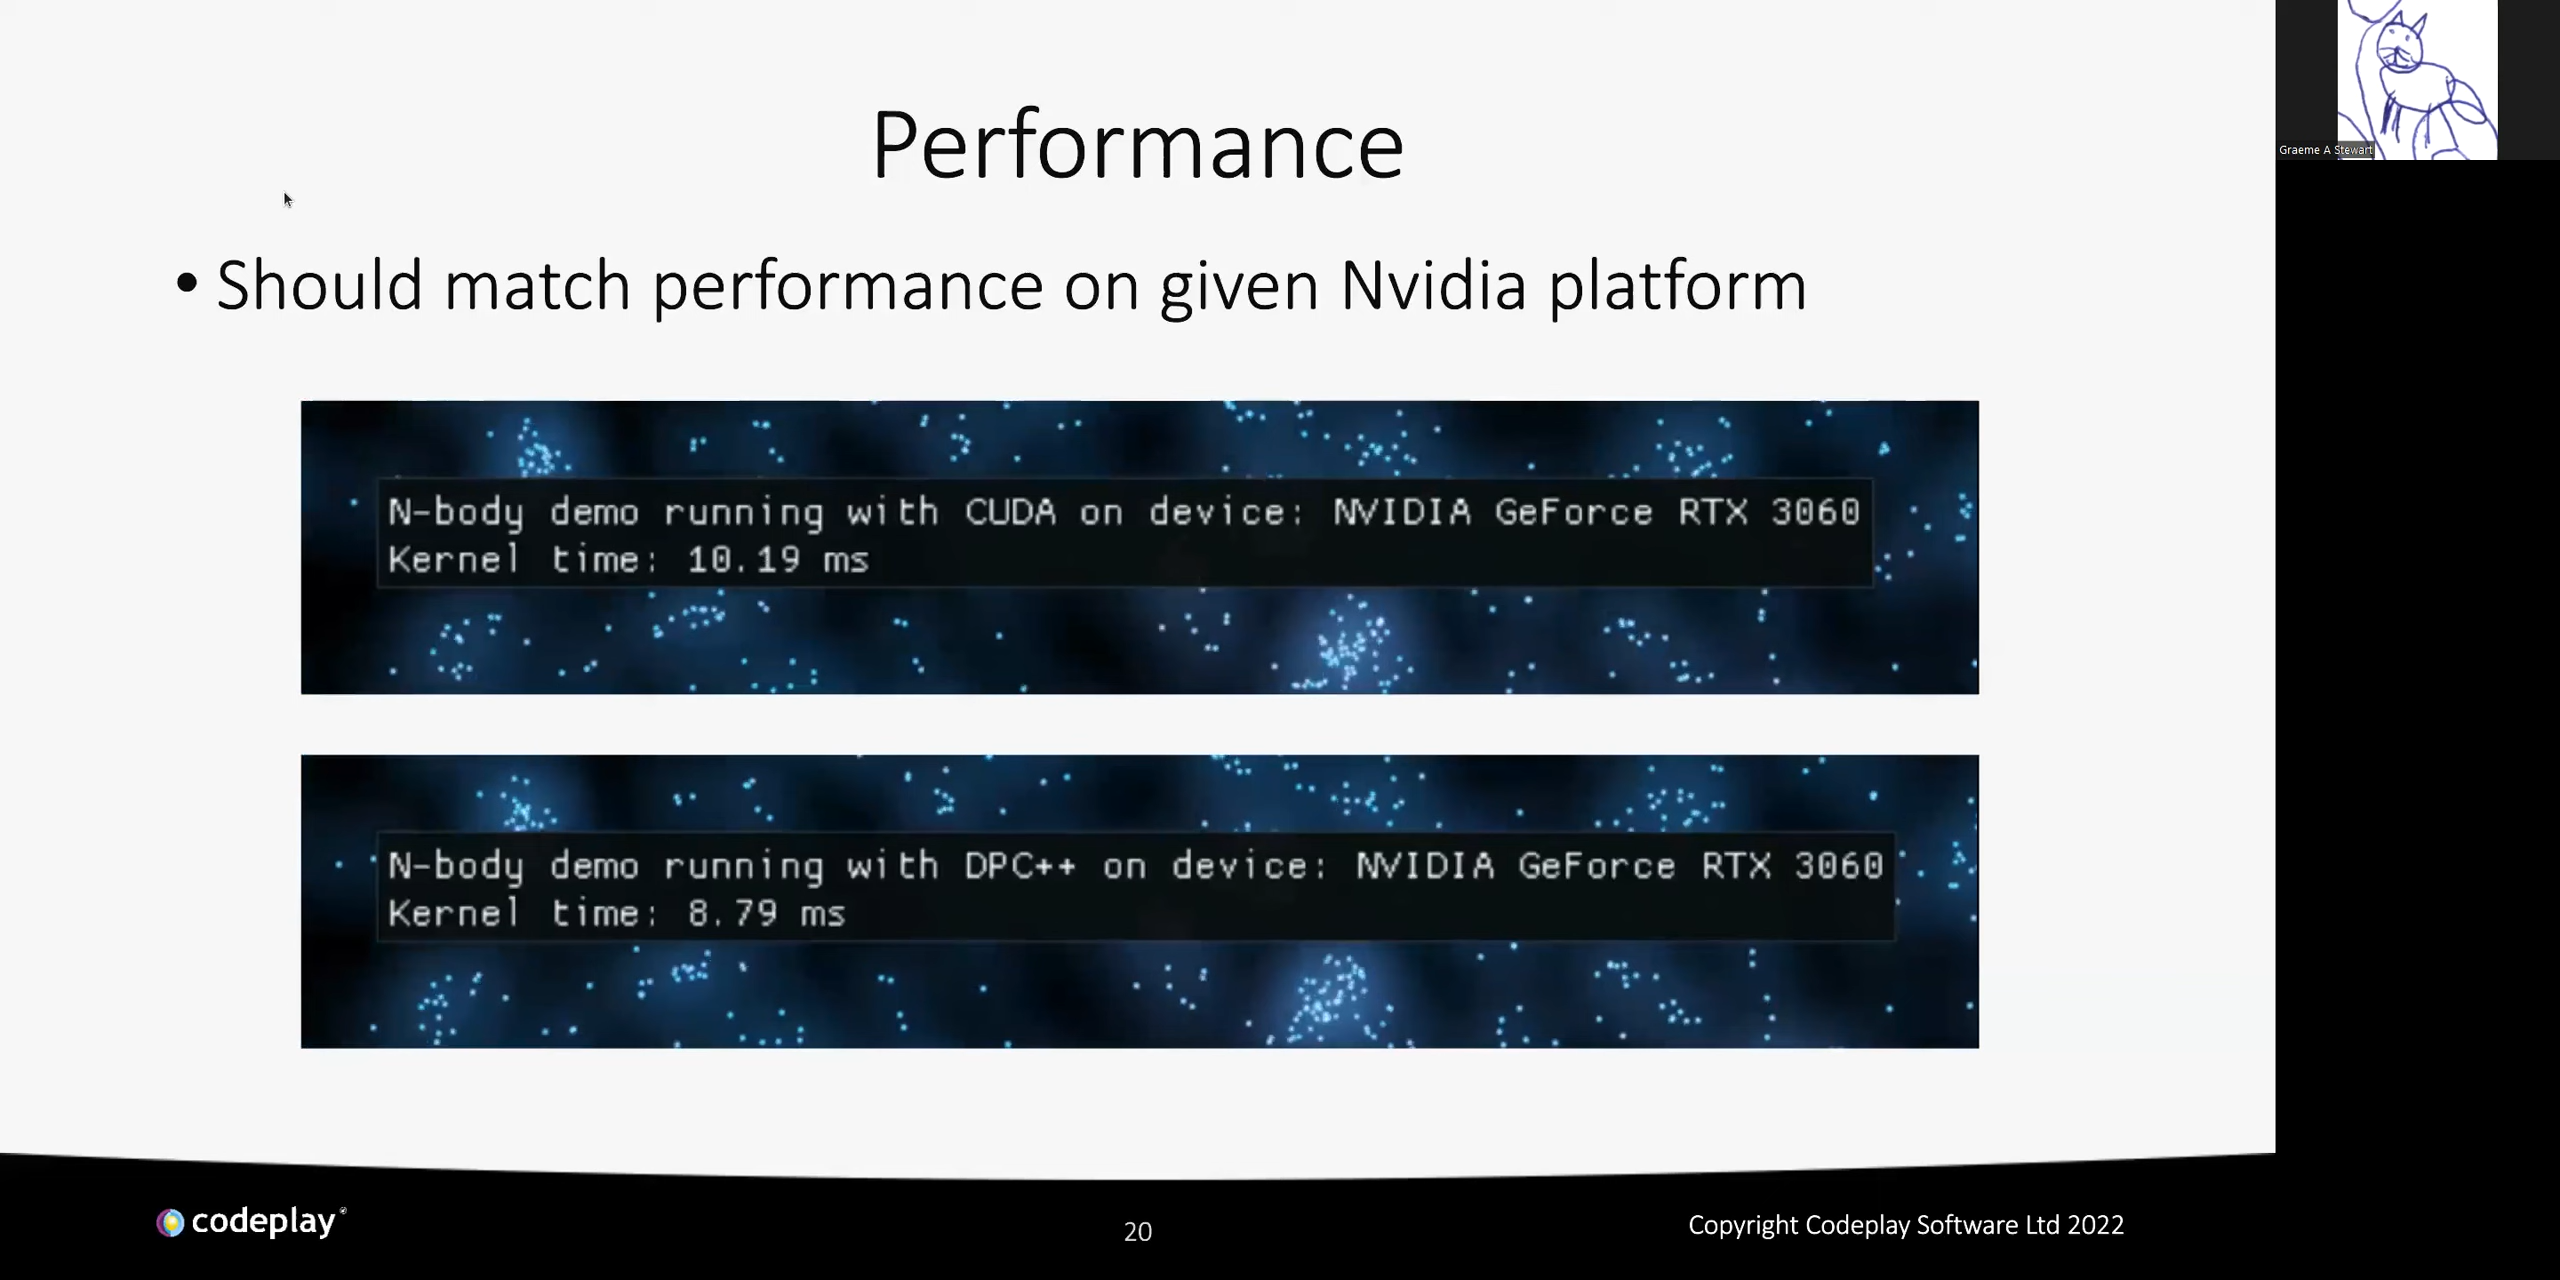 Performance
Graeme A Stewart
• Should match performance on given Nvidia platform
N-body demo running with CUDA on device: NVIDIA GeForce RTX 3060
Kernel time: 10.19 ms
N-body demo running with DPC++ on device: NVIDIA GeForce RTX 3060
Kernel time: 8.79 ms
codeplay®
20
Copyright Codeplay Software Ltd 2022